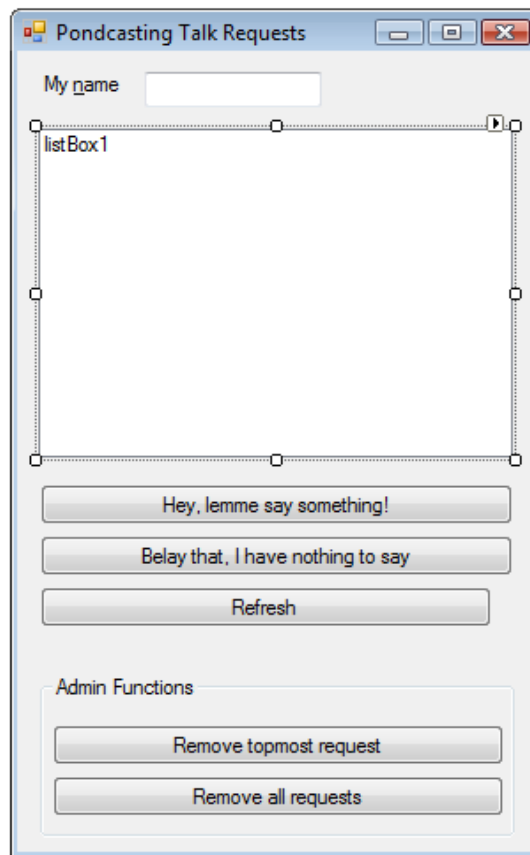 Pondcasting Talk Requests
My name
listBox1
Hey, lemme say something!
Belay that, I have nothing to say
Refresh
Admin Functions
Remove topmost request
Remove all requests